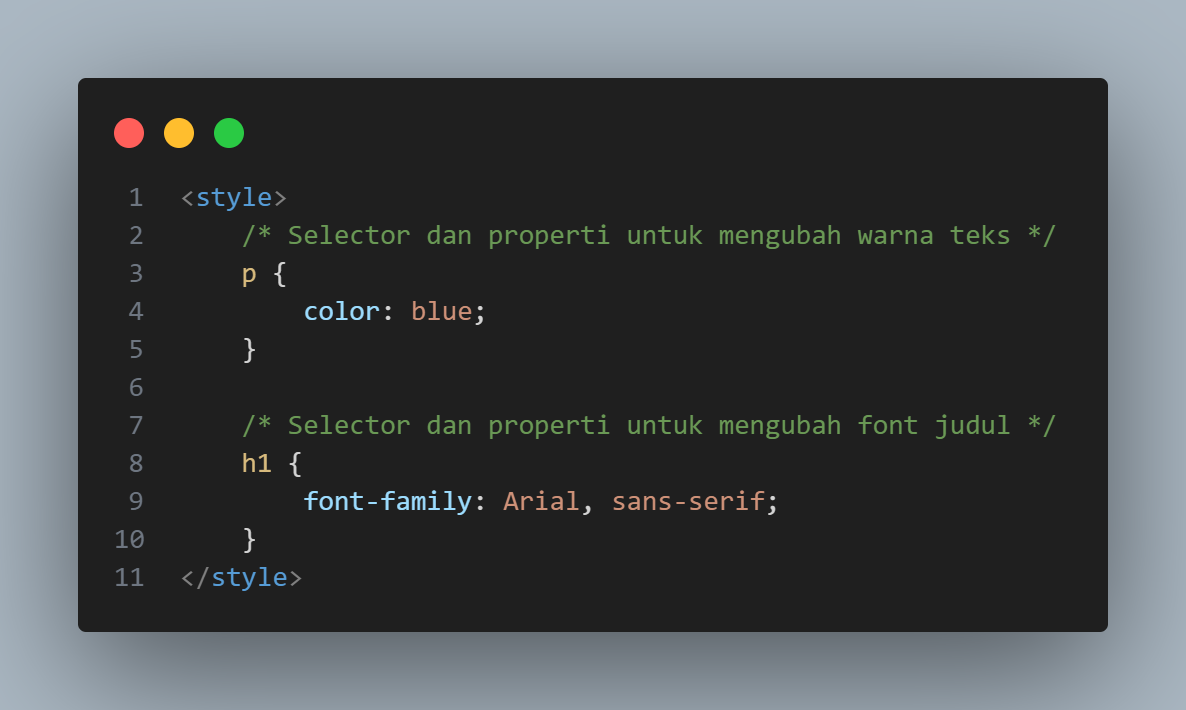 1 <style>
2 /* Selector dan properti untuk mengubah warna teks */
3 p {
4 color: blue;
5 }
6
7 /* Selector dan properti untuk mengubah font judul */
8 h1 {
9 font-family: Arial, sans-serif;
10 }
11 </style>